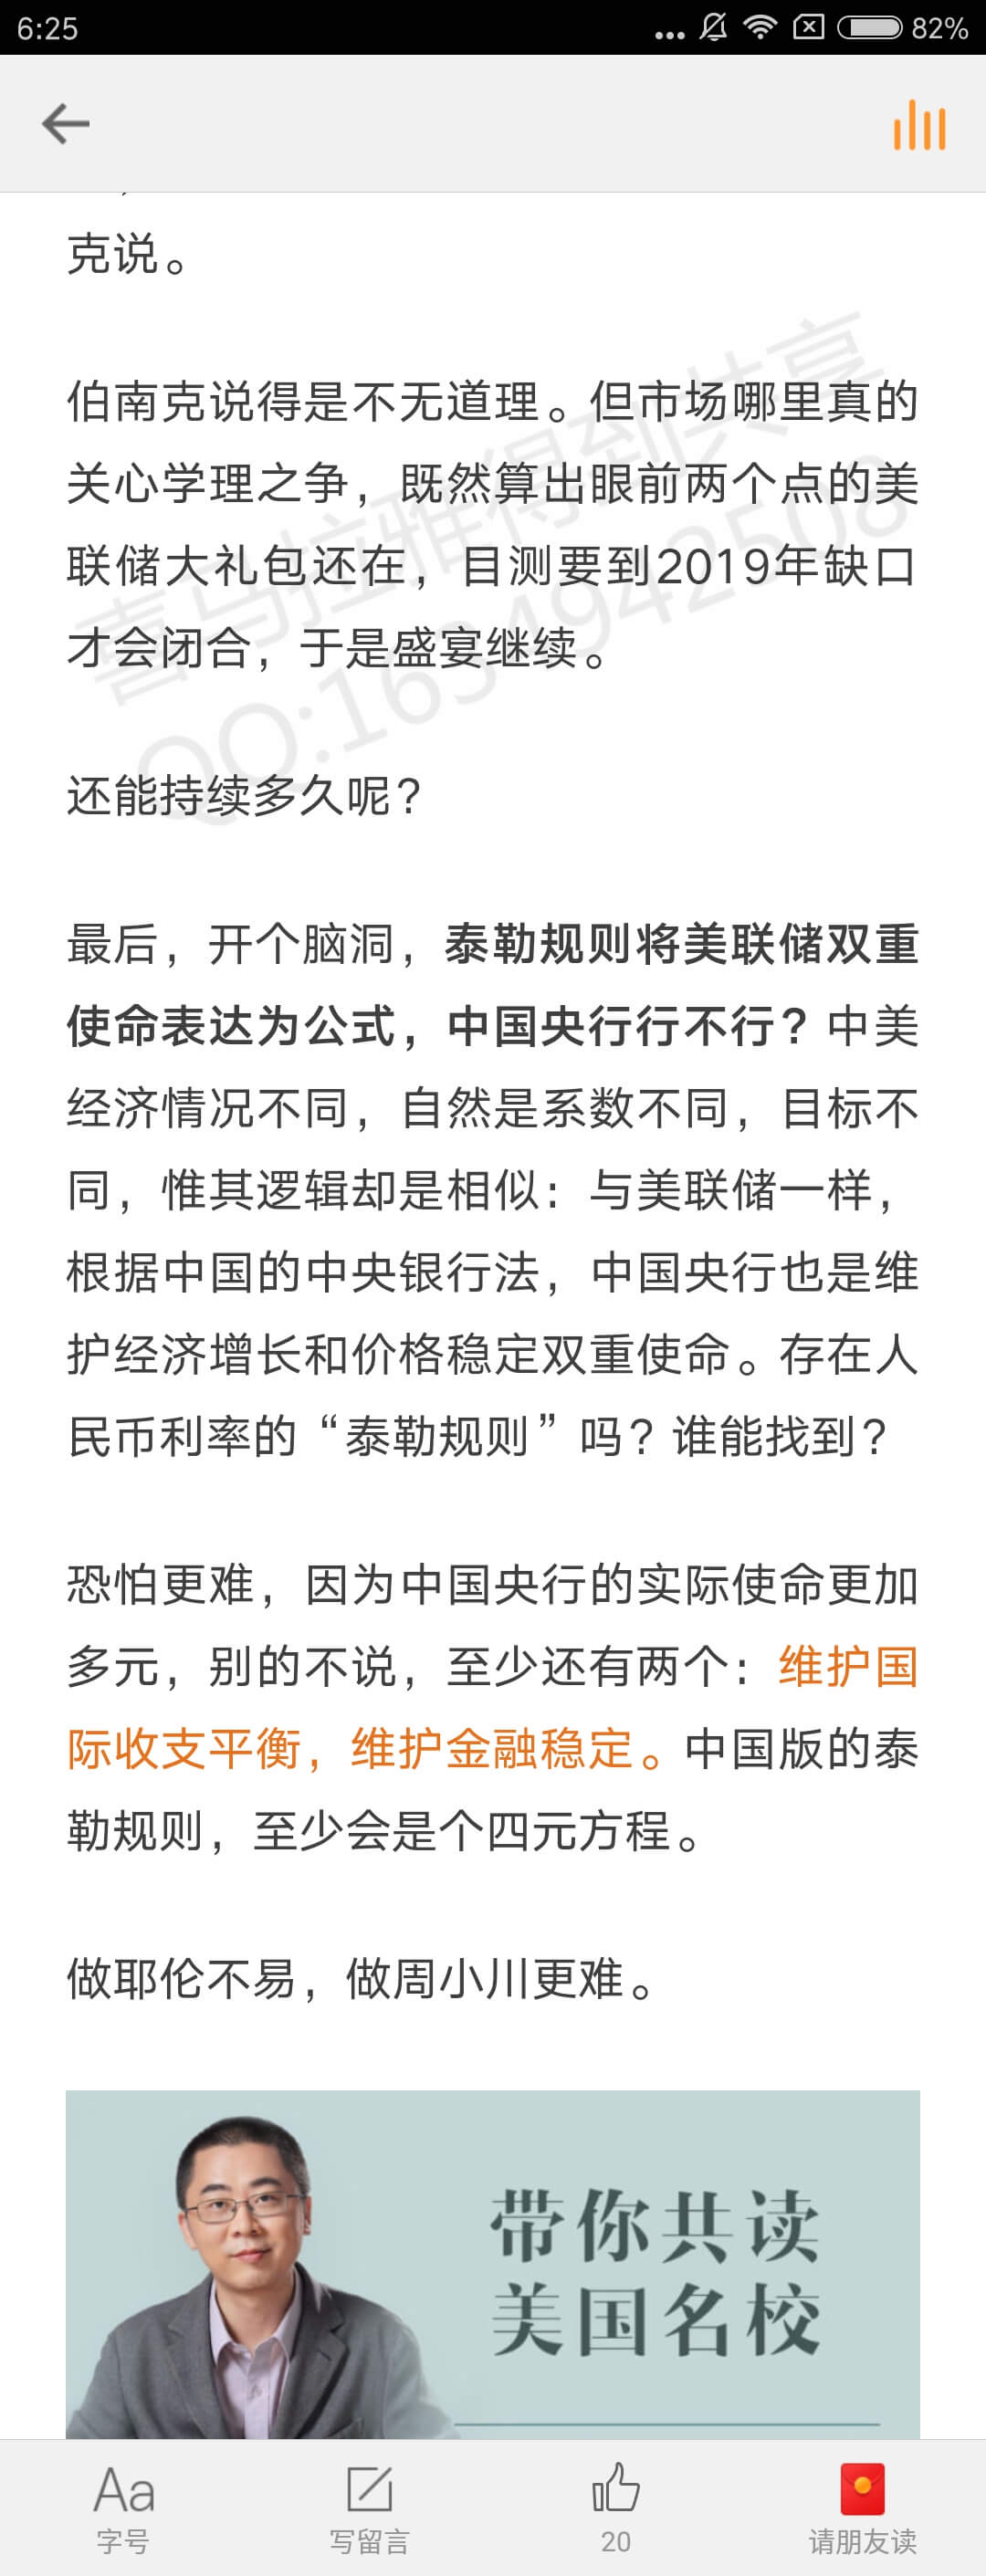 6:25
82%
克说。
伯南克说得是不无道理。但市场哪里真的
关心学理之争，既然算出眼前两个点的美
联储大礼包还在，目测要到2019年缺口
才会闭合，于是盛宴继续。
喜马拉雅得到共享
QQ:1634942508
还能持续多久呢？
最后，开个脑洞，泰勒规则将美联储双重
使命表达为公式，中国央行行不行？中美
经济情况不同，自然是系数不同，目标不
同，惟其逻辑却是相似：与美联储一样，
根据中国的中央银行法，中国央行也是维
护经济增长和价格稳定双重使命。存在人
民币利率的“泰勒规则”吗？谁能找到？
恐怕更难，因为中国央行的实际使命更加
多元，别的不说，至少还有两个：维护国
际收支平衡，维护金融稳定。中国版的泰
勒规则，至少会是个四元方程。
做耶伦不易，做周小川更难。
带你共读
美国名校
Aa
字号
写留言
20
请朋友读